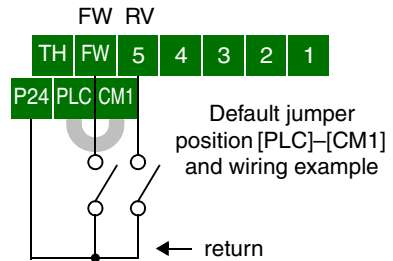 FW RV
TH FW 5 4 3 2 1
P24 PLC CM1
Default jumper
position [PLC]–[CM1]
and wiring example
return